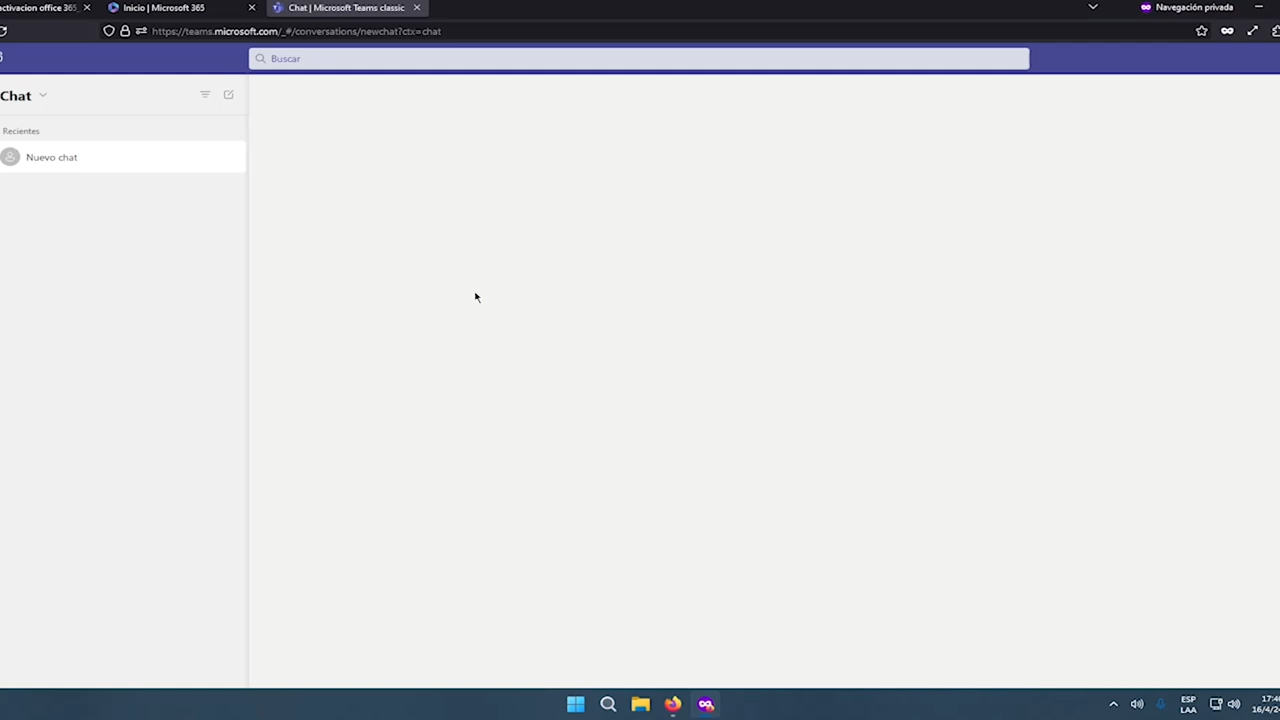 activacion office 365
Inicio | Microsoft 365
Chat | Microsoft Teams classic
Navegación privada
https://teams.microsoft.com/_#/conversations/newchat?ctx=chat
Buscar
Chat
Recientes
Nuevo chat
ESP
LAA
17:4
16/4/2